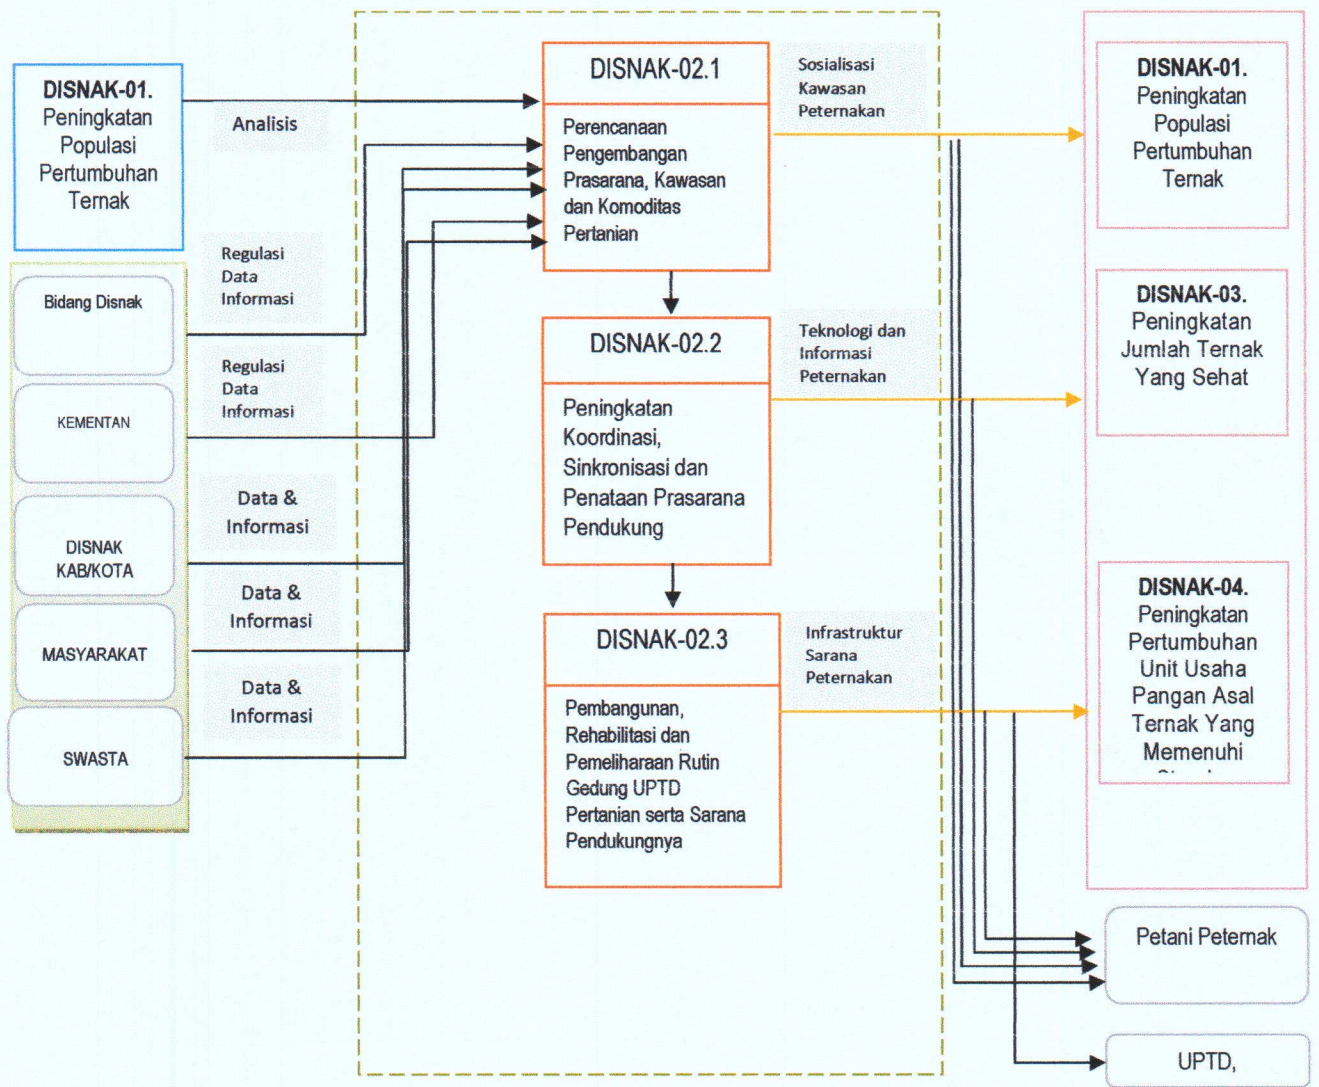 DISNAK-01.
Peningkatan
Populasi
Pertumbuhan
Ternak
Bidang Disnak
KEMENTAN
DISNAK
KAB/KOTA
MASYARAKAT
SWASTA
Analisis
Regulasi
Data
Informasi
Regulasi
Data
Informasi
Data &
Informasi
Data &
Informasi
Data &
Informasi
DISNAK-02.1
Perencanaan
Pengembangan
Prasarana, Kawasan
dan Komoditas
Pertanian
DISNAK-02.2
Peningkatan
Koordinasi,
Sinkronisasi dan
Penataan Prasarana
Pendukung
DISNAK-02.3
Pembangunan,
Rehabilitasi dan
Pemeliharaan Rutin
Gedung UPTD
Pertanian serta Sarana
Pendukungnya
Sosialisasi
Kawasan
Peternakan
Teknologi dan
Informasi
Peternakan
Infrastruktur
Sarana
Peternakan
DISNAK-01.
Peningkatan
Populasi
Pertumbuhan
Ternak
DISNAK-03.
Peningkatan
Jumlah Ternak
Yang Sehat
DISNAK-04.
Peningkatan
Pertumbuhan
Unit Usaha
Pangan Asal
Ternak Yang
Memenuhi
Petani Peternak
UPTD,